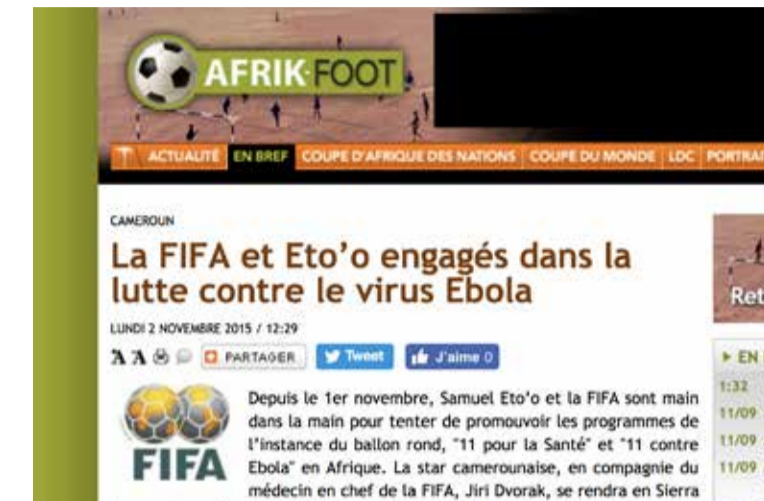 AFRIK·FOOT
ACTUALITÉ EN BREF COUPE D'AFRIQUE DES NATIONS COUPE DU MONDE LDC
CAMEROUN
La FIFA et Eto'o engagés dans la
lutte contre le virus Ebola
LUNDI 2 NOVEMBRE 2015 / 12:29
A A PARTAGER Tweet J'aime 0
Ret
EN
1:32
11/09
11/09
11/09
FIFA
Depuis le 1er novembre, Samuel Eto'o et la FIFA sont main
dans la main pour tenter de promouvoir les programmes de
l'instance du ballon rond, "11 pour la Santé" et "11 contre
Ebola" en Afrique. La star camerounaise, en compagnie du
médecin en chef de la FIFA, Jiri Dvorak, se rendra en Sierra